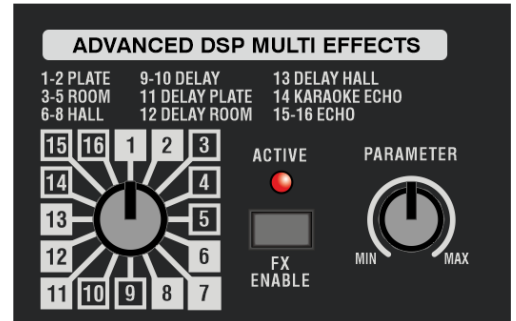 ADVANCED DSP MULTI EFFECTS
1-2 PLATE 9-10 DELAY 13 DELAY HALL
3-5 ROOM 11 DELAY PLATE 14 KARAOKE ECHO
6-8 HALL 12 DELAY ROOM 15-16 ECHO
15 16 1 2 3
ACTIVE PARAMETER
14 4
13 5
12 6
MIN MAX
FX
ENABLE
11 10 9 8 7